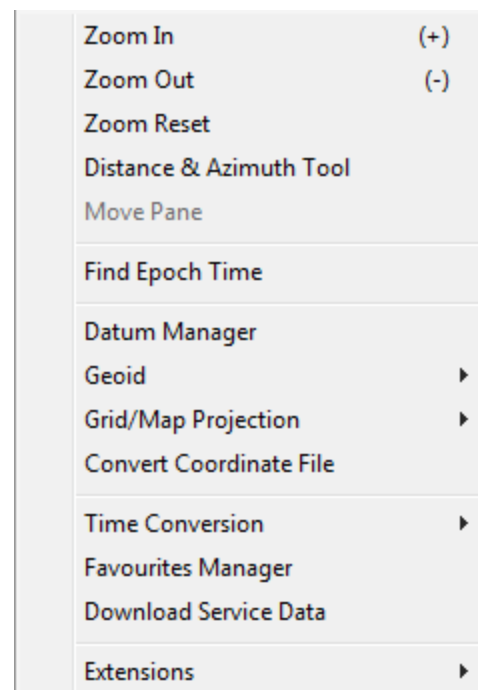 Zoom In (+)
Zoom Out (-)
Zoom Reset
Distance & Azimuth Tool
Move Pane
Find Epoch Time
Datum Manager
Geoid
Grid/Map Projection
Convert Coordinate File
Time Conversion
Favourites Manager
Download Service Data
Extensions